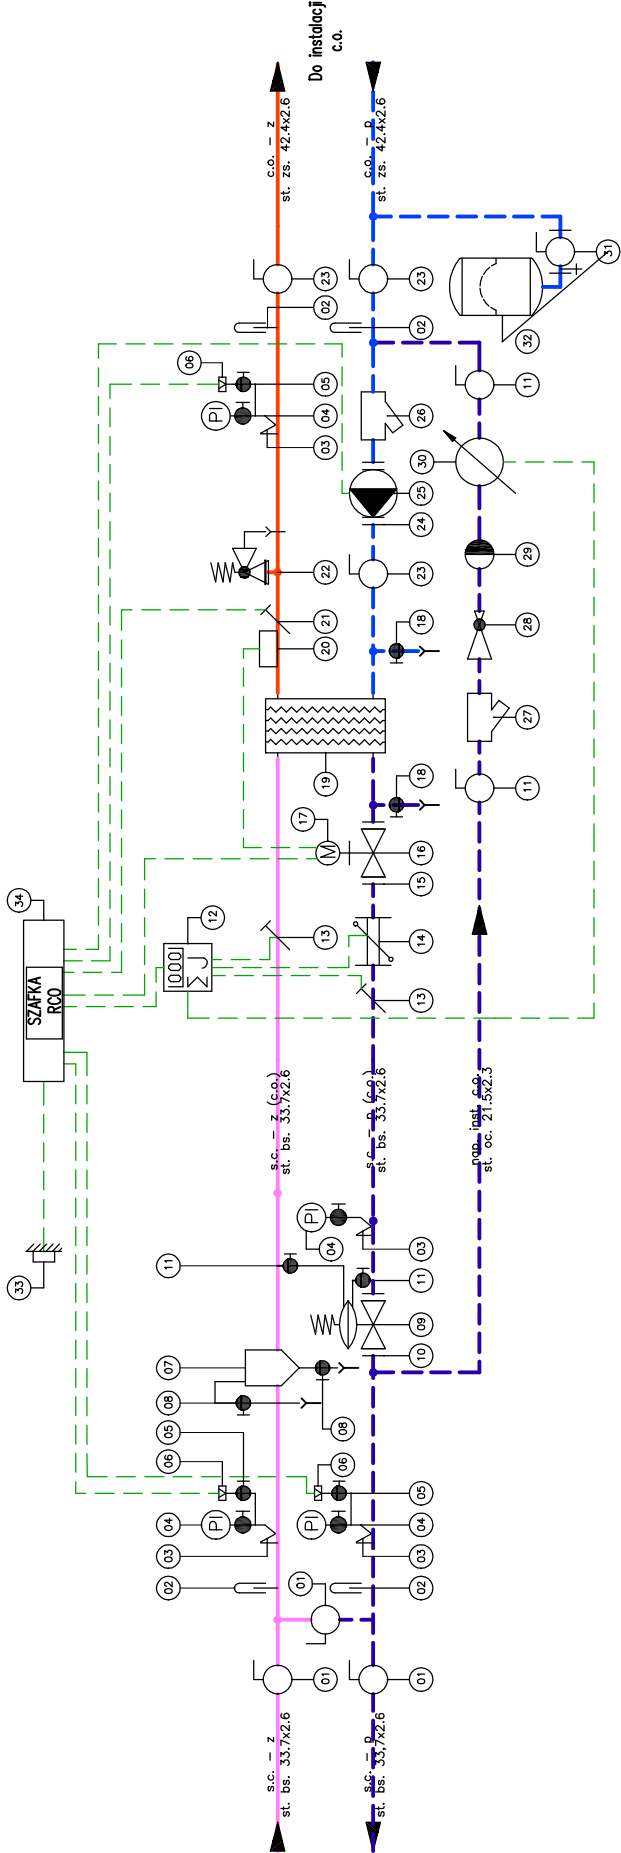 33
34
SZAFKA
RCO
02
03
04
06
05
08
07
11
06
12
1000
ΣJ
PI
PI
s.c. – z
st. bs. 33.7x2.6
s.c. – z (c.o.)
st. bs. 33.7x2.6
c.o. – z
st. zs. 42.4x2.6
Do instalacji
c.o.
01
17
PI
PI
01
06
08
04
13
M
19
20
21
22
03
04
05
02
23
s.c. – p
st. bs. 33,7x2.6
s.c. – p (c.o.)
st. bs. 33.7x2.6
c.o. – p
st. zs. 42.4x2.6
01
02
03
04
05
10
09
11
03
13
14
15
16
18
18
23
24
25
30
26
02
23
nap. inst. c.o.
st. oc. 21.5x2.3
11
27
28
29
11
32
31